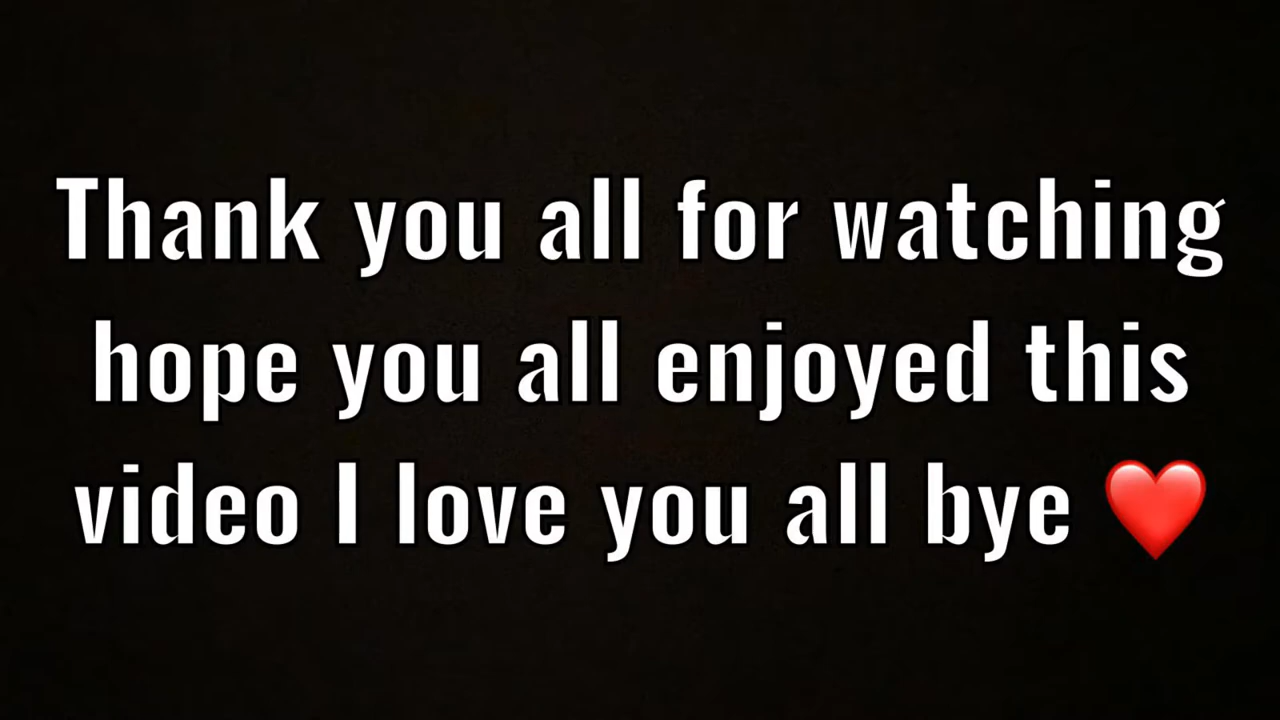 Thank you all for watching
hope you all enjoyed this
video I love you all bye ❤️